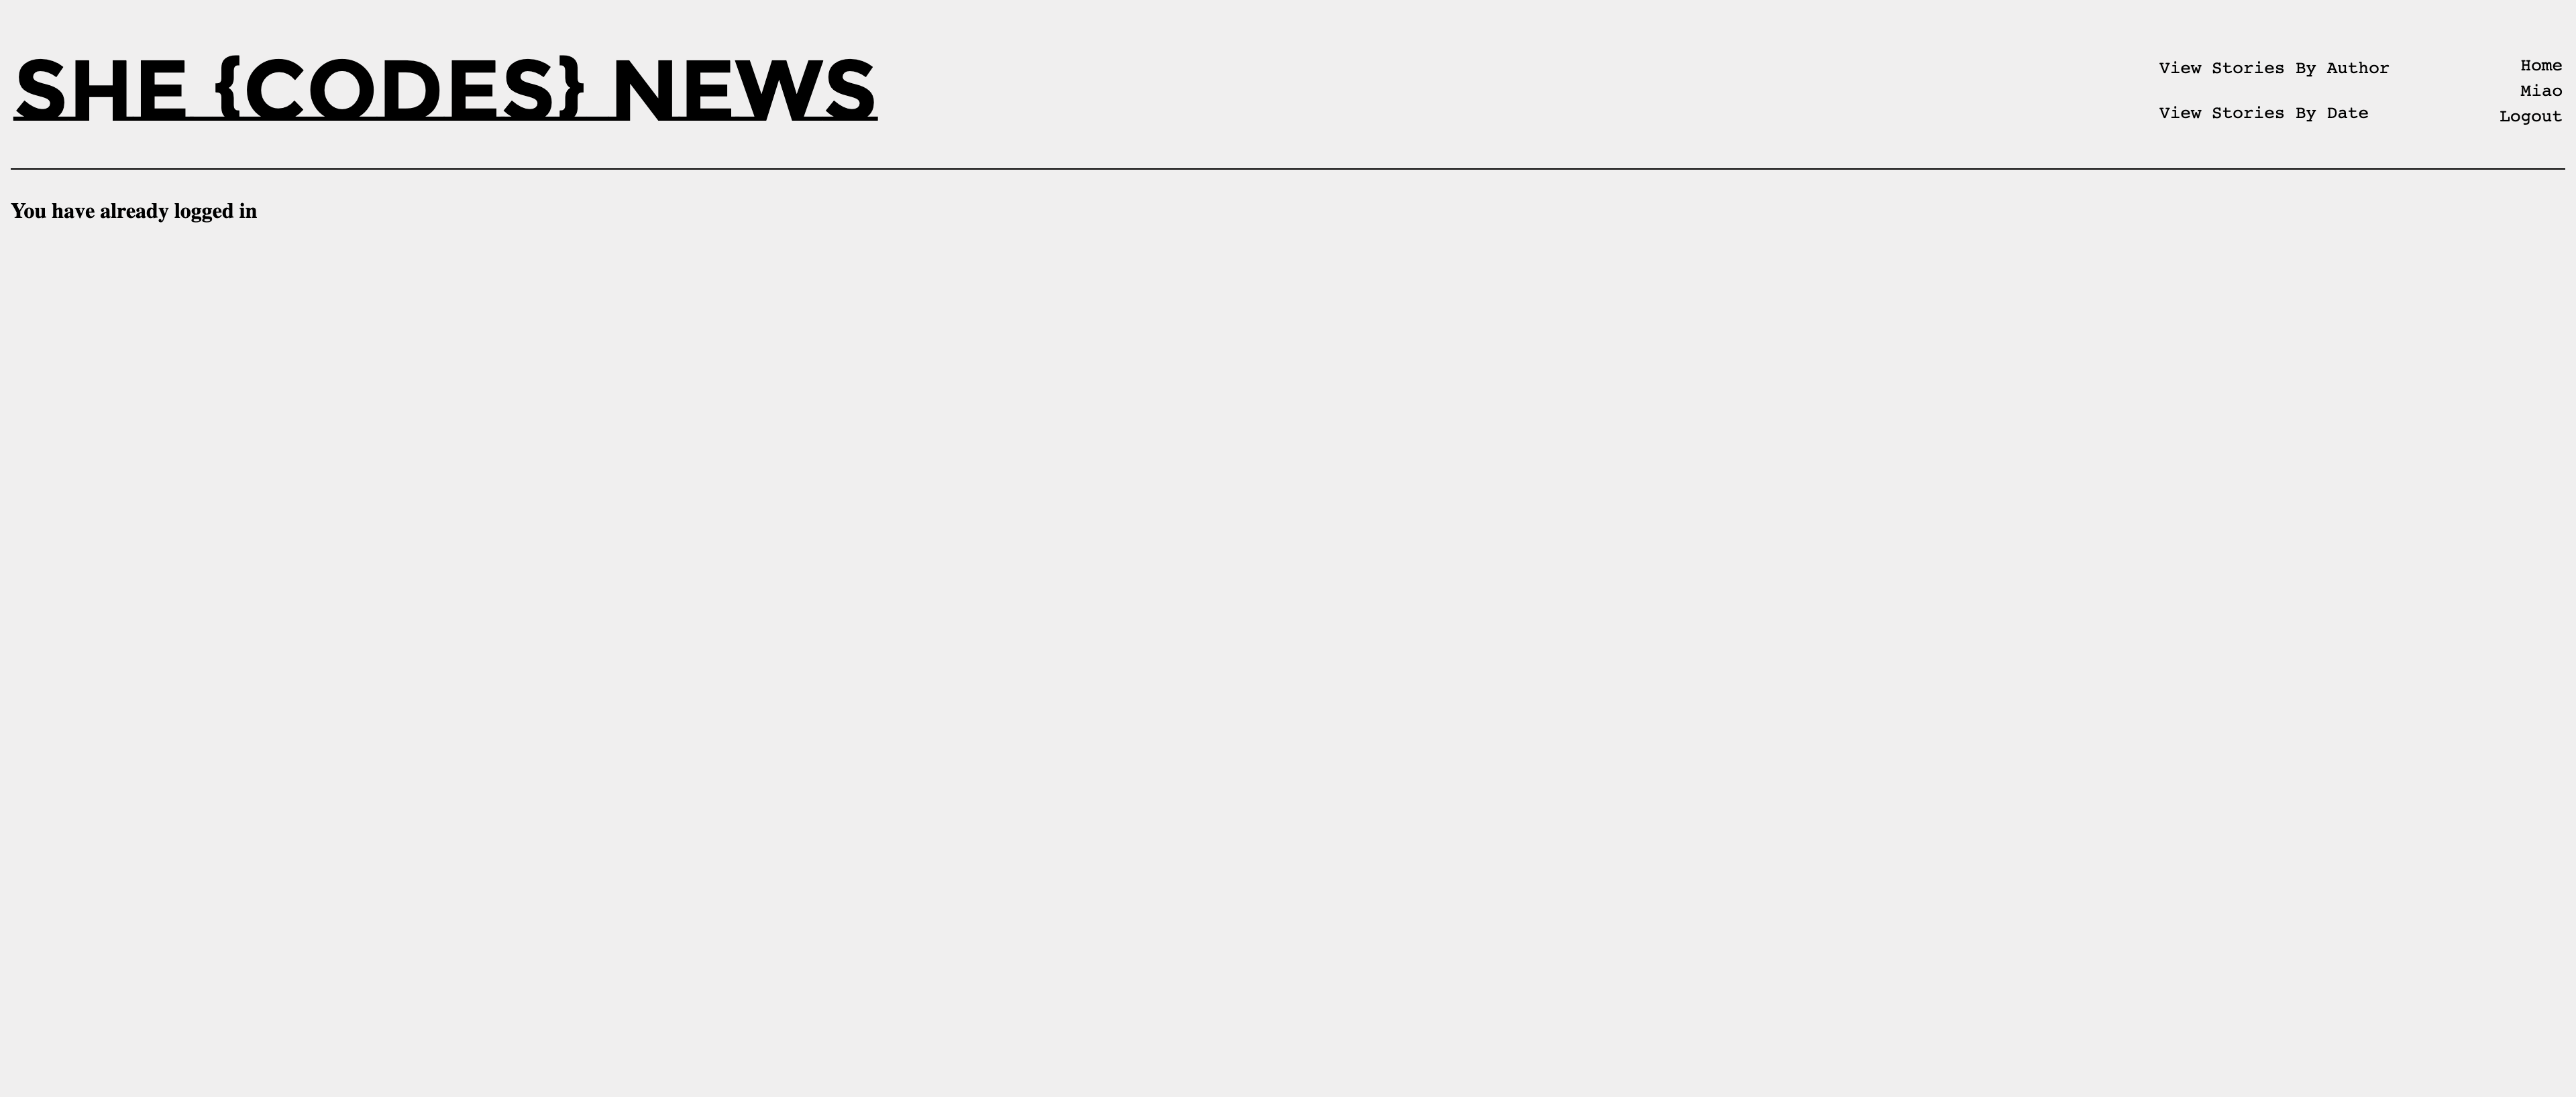 SHE {CODES} NEWS
View Stories By Author
View Stories By Date
Home
Miao
Logout
You have already logged in